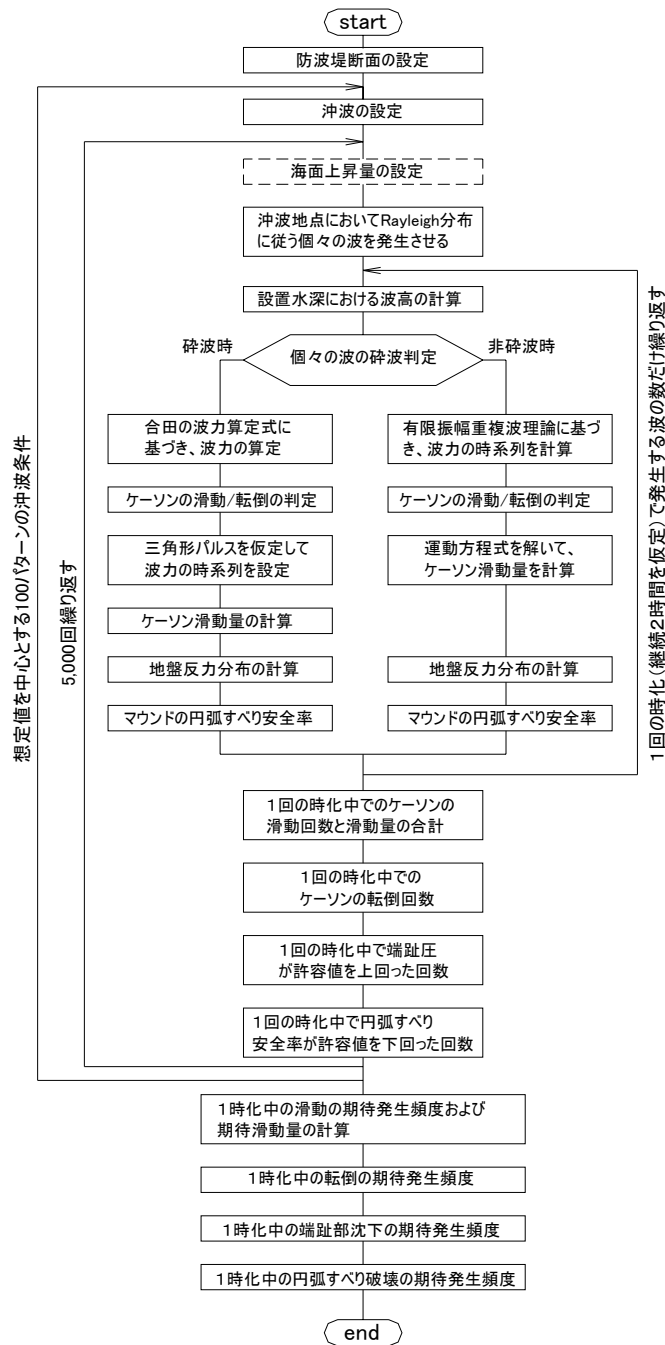 start
防波堤断面の設定
沖波の設定
海面上昇量の設定
沖波地点においてRayleigh分布
に従う個々の波を発生させる
設置水深における波高の計算
砕波時
個々の波の砕波判定
非砕波時
合田の波力算定式に
基づき、波力の算定
ケーソンの滑動/転倒の判定
三角形パルスを仮定して
波力の時系列を設定
ケーソン滑動量の計算
地盤反力分布の計算
マウンドの円弧すべり安全率
有限振幅重複波理論に基づ
き、波力の時系列を計算
ケーソンの滑動/転倒の判定
運動方程式を解いて、
ケーソン滑動量を計算
地盤反力分布の計算
マウンドの円弧すべり安全率
1回の時化(継続2時間を仮定)で発生する波の数だけ繰り返す
5,000回繰り返す
想定値を中心とする100パターンの沖波条件
1回の時化中でのケーソンの
滑動回数と滑動量の合計
1回の時化中での
ケーソンの転倒回数
1回の時化中で端趾圧
が許容値を上回った回数
1回の時化中で円弧すべり
安全率が許容値を下回った回数
1時化中の滑動の期待発生頻度および
期待滑動量の計算
1時化中の転倒の期待発生頻度
1時化中の端趾部沈下の期待発生頻度
1時化中の円弧すべり破壊の期待発生頻度
end